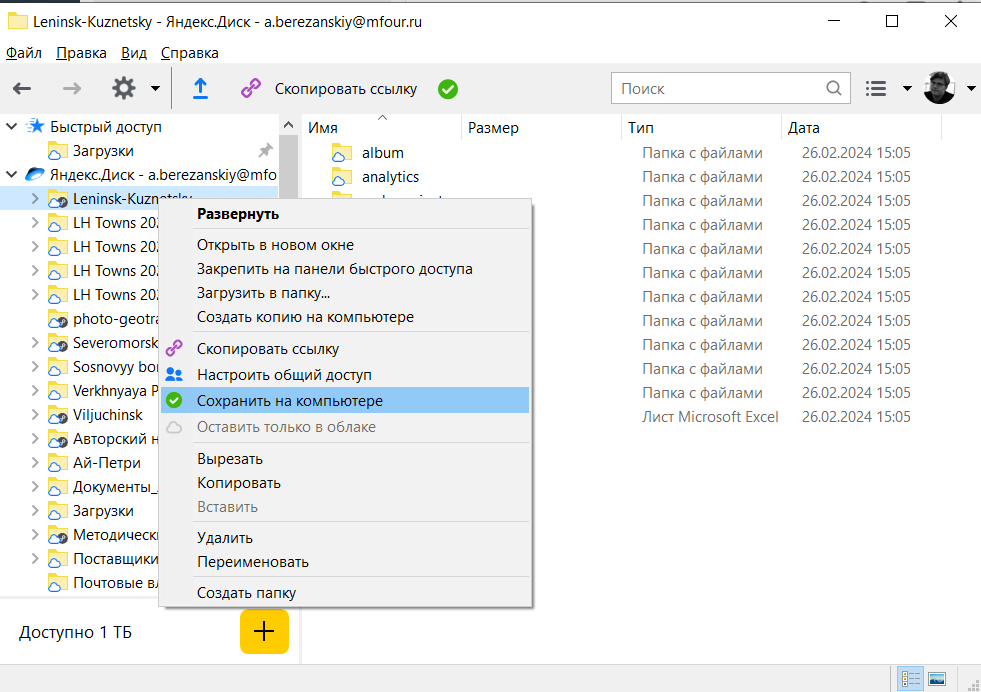 Leninsk-Kuznetsky - Яндекс.Диск - a.berezanskiy@mfour.ru
Файл Правка Вид Справка
Скопировать ссылку
Поиск
Быстрый доступ
Загрузки
Яндекс.Диск - a.berezanskiy@mfo
Leninsk-Kuznetsky
LH Towns 202
LH Towns 202
LH Towns 202
LH Towns 202
photo-geotra
Severomorsk
Sosnovyy bo
Verkhnyaya P
Viljuchinsk
Авторский н
Ай-Петри
Документы_
Загрузки
Методически
Поставщики
Почтовые вл
Доступно 1 ТБ
Имя Размер Тип Дата
album Папка с файлами 26.02.2024 15:05
analytics Папка с файлами 26.02.2024 15:05
Папка с файлами 26.02.2024 15:05
Папка с файлами 26.02.2024 15:05
Папка с файлами 26.02.2024 15:05
Папка с файлами 26.02.2024 15:05
Папка с файлами 26.02.2024 15:05
Папка с файлами 26.02.2024 15:05
Папка с файлами 26.02.2024 15:05
Папка с файлами 26.02.2024 15:05
Папка с файлами 26.02.2024 15:05
Лист Microsoft Excel 26.02.2024 15:05
Развернуть
Открыть в новом окне
Закрепить на панели быстрого доступа
Загрузить в папку...
Создать копию на компьютере
Скопировать ссылку
Настроить общий доступ
Сохранить на компьютере
Оставить только в облаке
Вырезать
Копировать
Вставить
Удалить
Переименовать
Создать папку